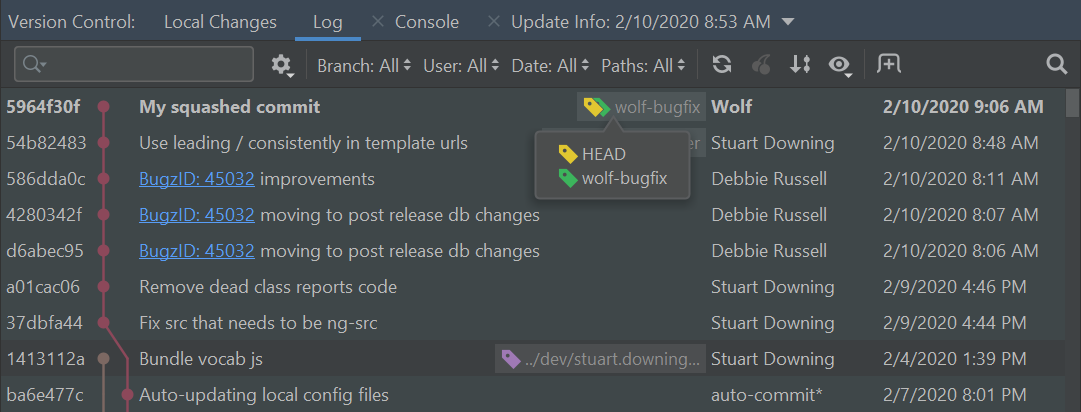 Version Control: Local Changes Log Console Update Info: 2/10/2020 8:53 AM
Branch: All User: All Date: All Paths: All
5964f30f My squashed commit wolf-bugfix Wolf 2/10/2020 9:06 AM
54b82483 Use leading / consistently in template urls er Stuart Downing 2/10/2020 8:48 AM
HEAD
586dda0c BugzID: 45032 improvements wolf-bugfix Debbie Russell 2/10/2020 8:11 AM
4280342f BugzID: 45032 moving to post release db changes Debbie Russell 2/10/2020 8:07 AM
d6abec95 BugzID: 45032 moving to post release db changes Debbie Russell 2/10/2020 8:06 AM
a01cac06 Remove dead class reports code Stuart Downing 2/9/2020 4:46 PM
37dbfa44 Fix src that needs to be ng-src Stuart Downing 2/9/2020 4:44 PM
1413112a Bundle vocab js ../dev/stuart.downing... Stuart Downing 2/4/2020 1:39 PM
ba6e477c Auto-updating local config files auto-commit* 2/7/2020 8:01 PM